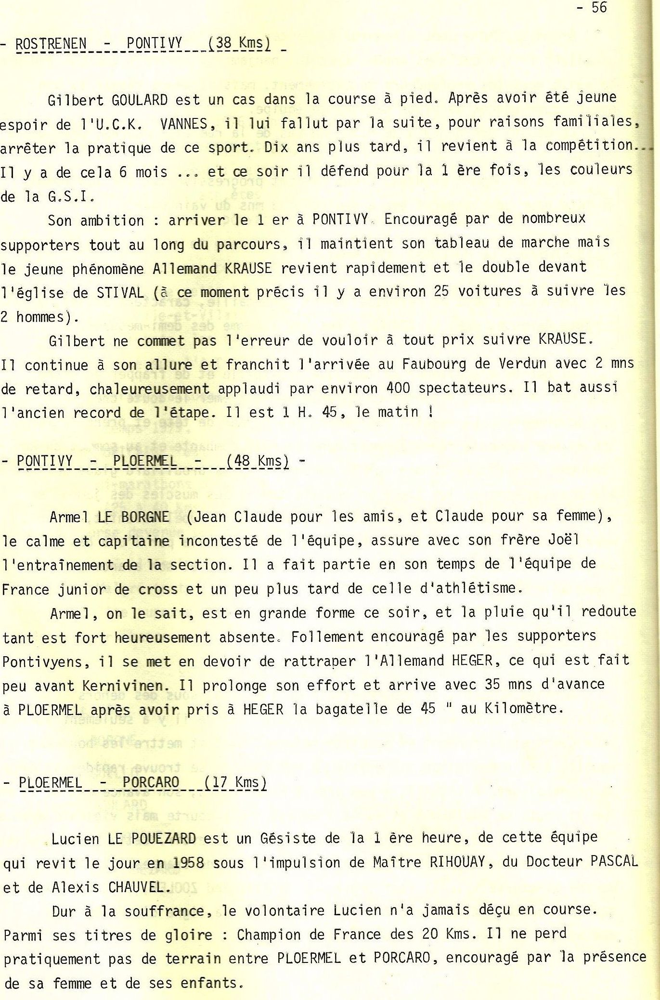 - 56
- ROSTRENEN - PONTIVY (38 Kms) -
Gilbert GOULARD est un cas dans la course à pied. Après avoir été jeune
espoir de l'U.C.K. VANNES, il lui fallut par la suite, pour raisons familiales,
arrêter la pratique de ce sport. Dix ans plus tard, il revient à la compétition...
Il y a de cela 6 mois ... et ce soir il défend pour la 1 ère fois, les couleurs
de la G.S.I.
Son ambition : arriver le 1 er à PONTIVY. Encouragé par de nombreux
supporters tout au long du parcours, il maintient son tableau de marche mais
le jeune phénomène Allemand KRAUSE revient rapidement et le double devant
l'église de STIVAL (à ce moment précis il y a environ 25 voitures à suivre les
2 hommes).
Gilbert ne commet pas l'erreur de vouloir à tout prix suivre KRAUSE.
Il continue à son allure et franchit l'arrivée au Faubourg de Verdun avec 2 mns
de retard, chaleureusement applaudi par environ 400 spectateurs. Il bat aussi
l'ancien record de l'étape. Il est 1 H. 45, le matin !
- PONTIVY - PLOERMEL - (48 Kms) -
Armel LE BORGNE (Jean Claude pour les amis, et Claude pour sa femme),
le calme et capitaine incontesté de l'équipe, assure avec son frère Joël
l'entraînement de la section. Il a fait partie en son temps de l'équipe de
France junior de cross et un peu plus tard de celle d'athlétisme.
Armel, on le sait, est en grande forme ce soir, et la pluie qu'il redoute
tant est fort heureusement absente. Follement encouragé par les supporters
Pontivyens, il se met en devoir de rattraper l'Allemand HEGER, ce qui est fait
peu avant Kernivinen. Il prolonge son effort et arrive avec 35 mns d'avance
à PLOERMEL après avoir pris à HEGER la bagatelle de 45 " au Kilomètre.
- PLOERMEL - PORCARO (17 Kms)
Lucien LE POUEZARD est un Gésiste de la 1 ère heure, de cette équipe
qui revit le jour en 1958 sous l'impulsion de Maître RIHOUAY, du Docteur PASCAL
et de Alexis CHAUVEL.
Dur à la souffrance, le volontaire Lucien n'a jamais déçu en course.
Parmi ses titres de gloire : Champion de France des 20 Kms. Il ne perd
pratiquement pas de terrain entre PLOERMEL et PORCARO, encouragé par la présence
de sa femme et de ses enfants.